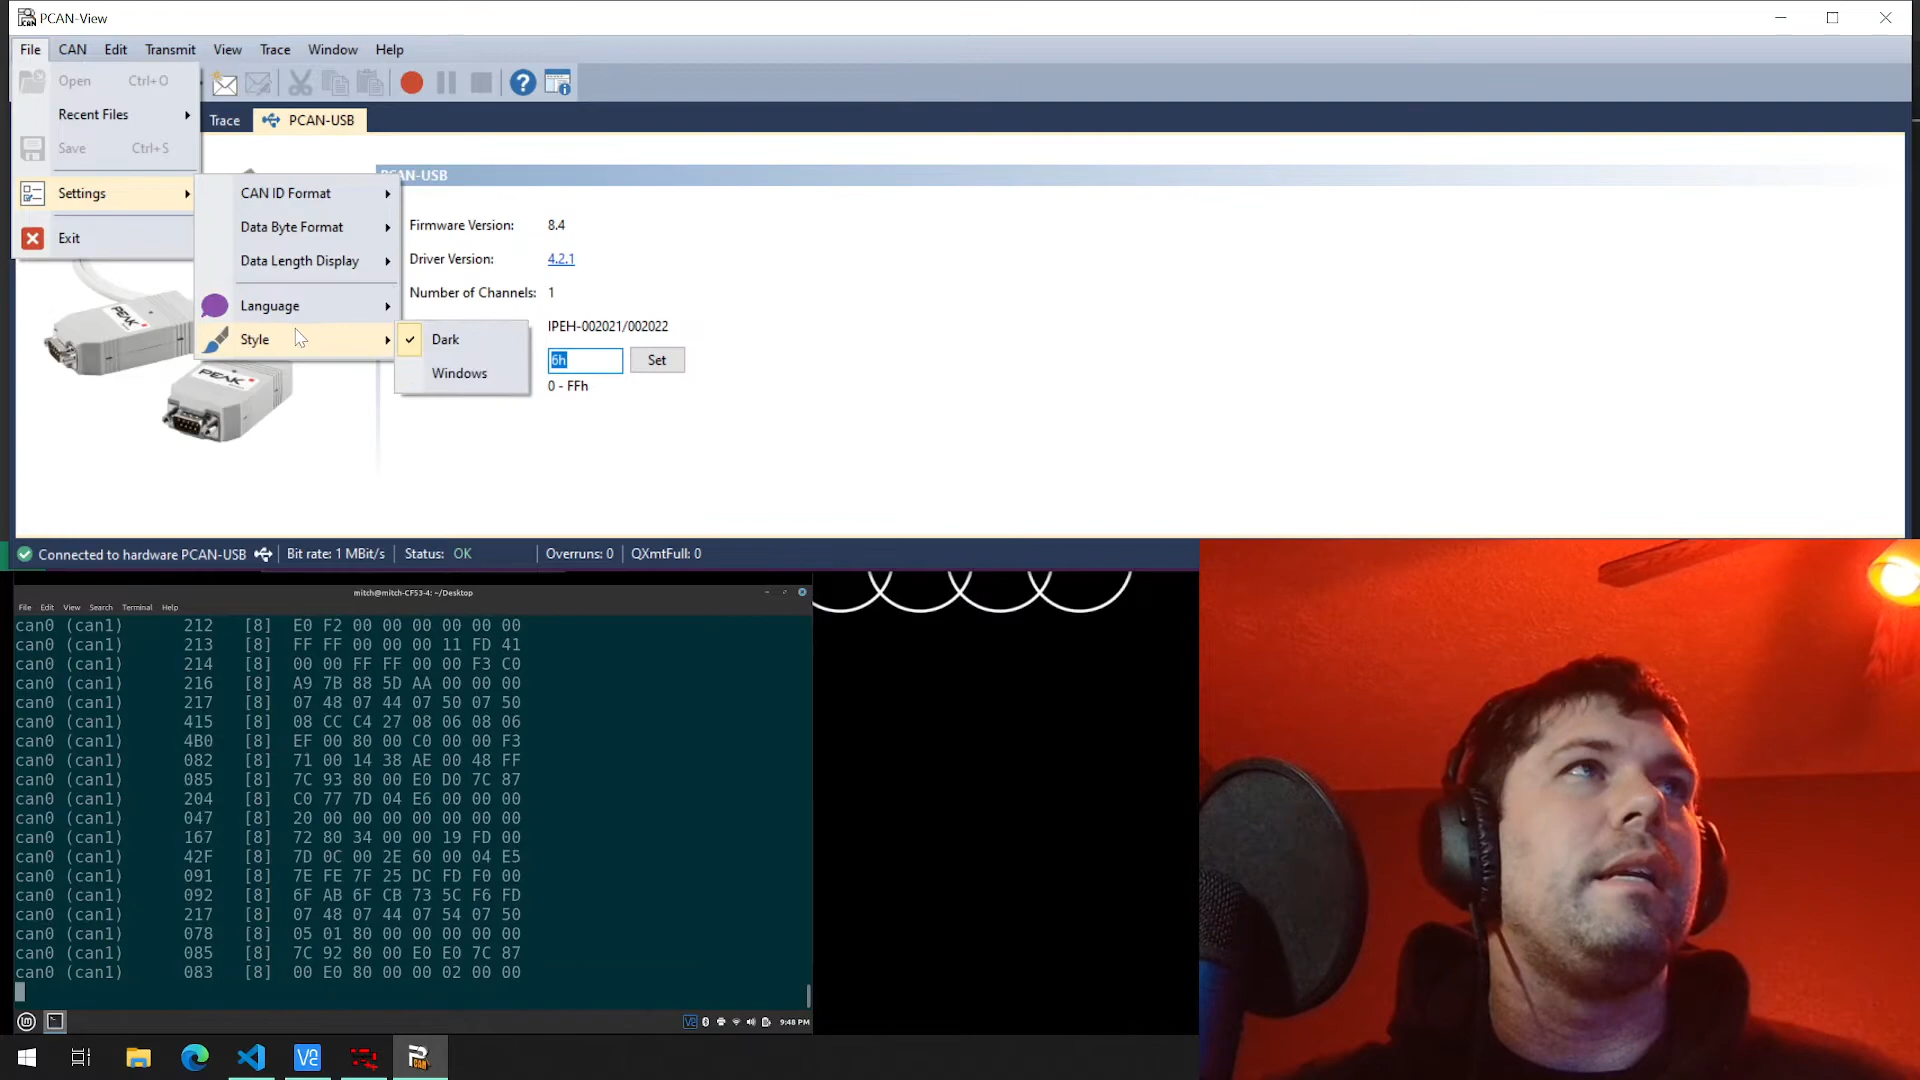 PCAN-View
File CAN Edit Transmit View Trace Window Help
Open Ctrl+O
Recent Files
Save Ctrl+S
Settings
Exit
Trace PCAN-USB
CAN ID Format
Data Byte Format
Data Length Display
Language
Style
Dark
Windows
PCAN-USB
Firmware Version: 8.4
Driver Version: 4.2.1
Number of Channels: 1
IPEH-002021/002022
6h Set
0 - FFh
PEAK
PEAK
Connected to hardware PCAN-USB Bit rate: 1 MBit/s Status: OK Overruns: 0 QXmtFull: 0
mitch@mitch-CF53-4: ~/Desktop
File Edit View Search Terminal Help
can0 (can1) 212 [8] E0 F2 00 00 00 00 00 00
can0 (can1) 213 [8] FF FF 00 00 00 11 FD 41
can0 (can1) 214 [8] 00 00 FF FF 00 00 F3 C0
can0 (can1) 216 [8] A9 7B 88 5D AA 00 00 00
can0 (can1) 217 [8] 07 48 07 44 07 50 07 50
can0 (can1) 415 [8] 08 CC C4 27 08 06 08 06
can0 (can1) 4B0 [8] EF 00 80 00 C0 00 00 F3
can0 (can1) 082 [8] 71 00 14 38 AE 00 48 FF
can0 (can1) 085 [8] 7C 93 80 00 E0 D0 7C 87
can0 (can1) 204 [8] C0 77 7D 04 E6 00 00 00
can0 (can1) 047 [8] 20 00 00 00 00 00 00 00
can0 (can1) 167 [8] 72 80 34 00 00 19 FD 00
can0 (can1) 42F [8] 7D 0C 00 2E 60 00 04 E5
can0 (can1) 091 [8] 7E FE 7F 25 DC FD F0 00
can0 (can1) 092 [8] 6F AB 6F CB 73 5C F6 FD
can0 (can1) 217 [8] 07 48 07 44 07 54 07 50
can0 (can1) 078 [8] 05 01 80 00 00 00 00 00
can0 (can1) 085 [8] 7C 92 80 00 E0 E0 7C 87
can0 (can1) 083 [8] 00 E0 80 00 00 02 00 00
9:48 PM